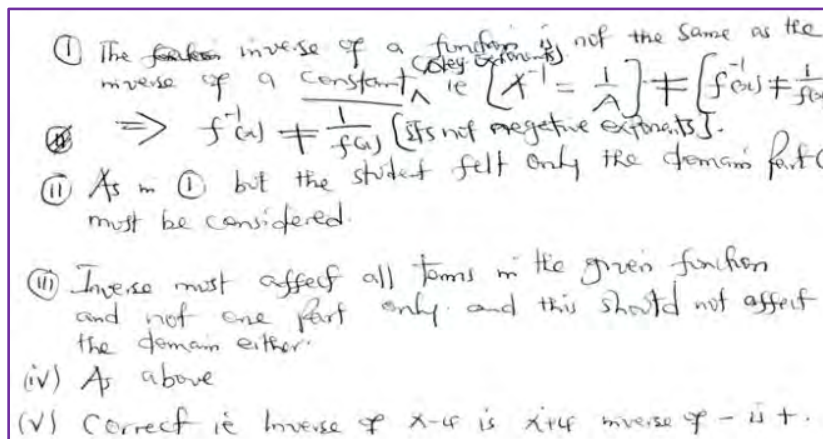 (I) The inverse of a function is not the same as the
inverse of a constant (obey exponents) ie [A⁻¹ = 1/A] ≠ [f⁻¹(x) ≠ 1/f(x)
⇒ f⁻¹(x) ≠ 1/f(x) [its not negetive exponents].
(II) As in (I) but the student felt only the domain part (
must be considered.
(III) Inverse must affect all terms in the given function
and not one part only. and this should not affect
the domain either.
(iv) As above
(v) Correct ie Inverse of x-4 is x+4 inverse of - is +.